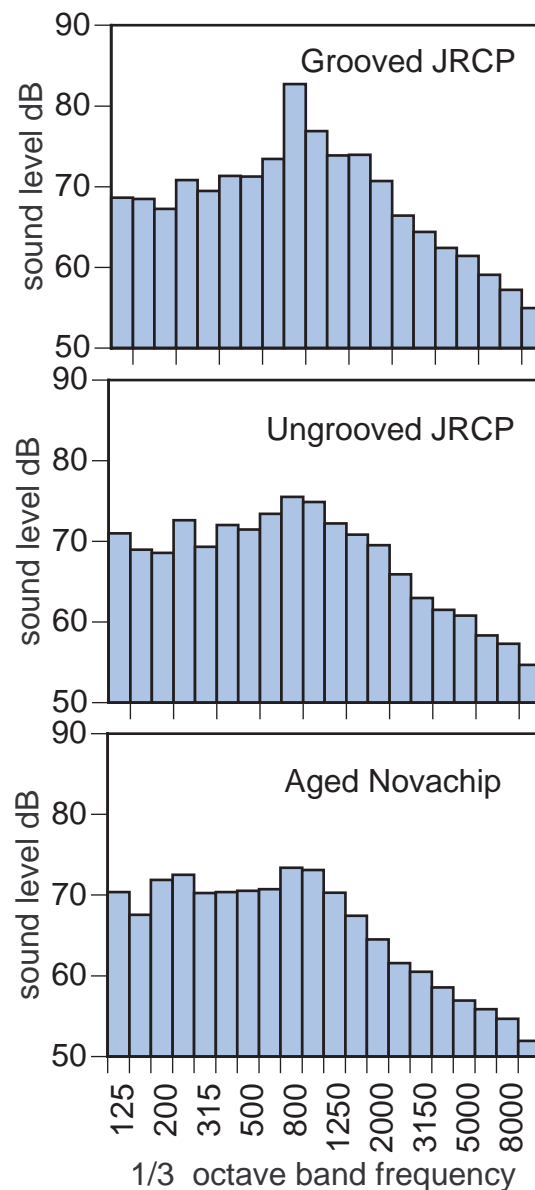 90
Grooved JRCP
80
70
60
50
sound level dB
90
Ungrooved JRCP
80
70
60
50
sound level dB
90
Aged Novachip
80
70
60
50
sound level dB
125 200 315 500 800 1250 2000 3150 5000 8000
1/3 octave band frequency